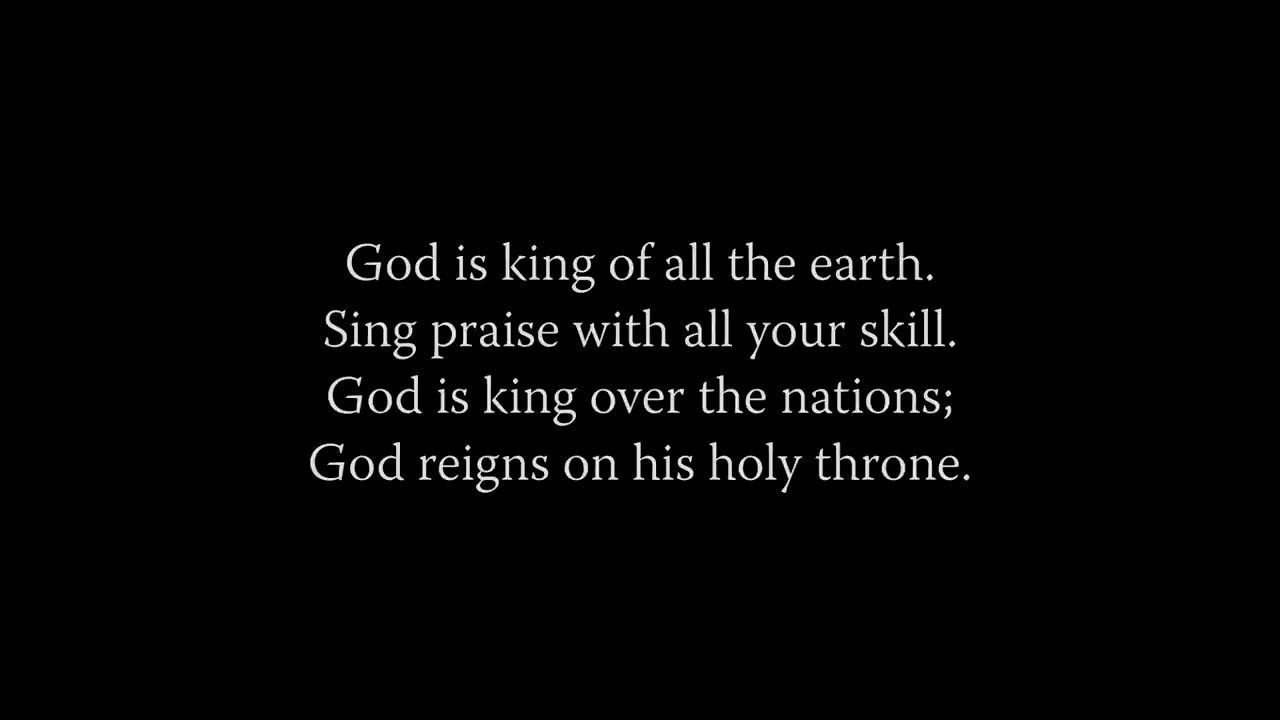 God is king of all the earth.
Sing praise with all your skill.
God is king over the nations;
God reigns on his holy throne.